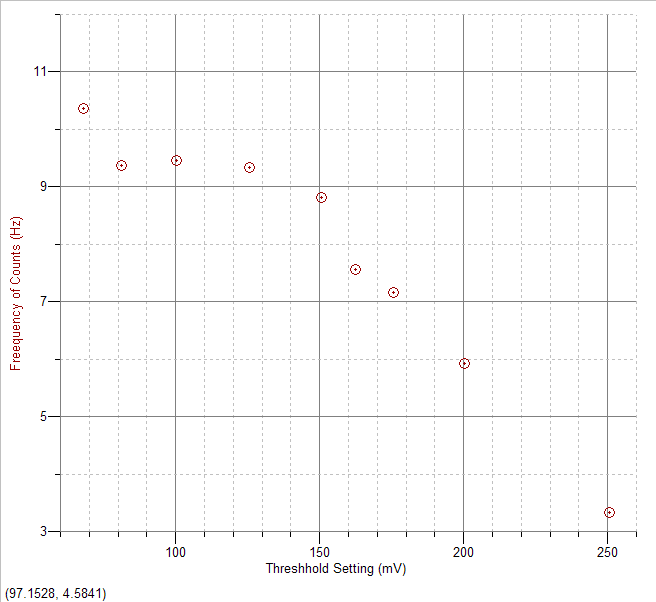 11
9
7
5
3
Freequency of Counts (Hz)
100 150 200 250
Threshhold Setting (mV)
(97.1528, 4.5841)